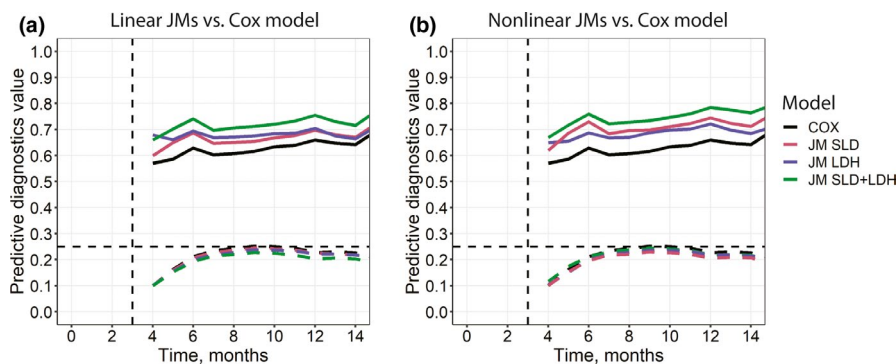 (a) Linear JMs vs. Cox model
Predictive diagnostics value
1.0
0.9
0.8
0.7
0.6
0.5
0.4
0.3
0.2
0.1
0.0
0 2 4 6 8 10 12 14
Time, months
(b) Nonlinear JMs vs. Cox model
Predictive diagnostics value
1.0
0.9
0.8
0.7
0.6
0.5
0.4
0.3
0.2
0.1
0.0
0 2 4 6 8 10 12 14
Time, months
Model
COX
JM SLD
JM LDH
JM SLD+LDH